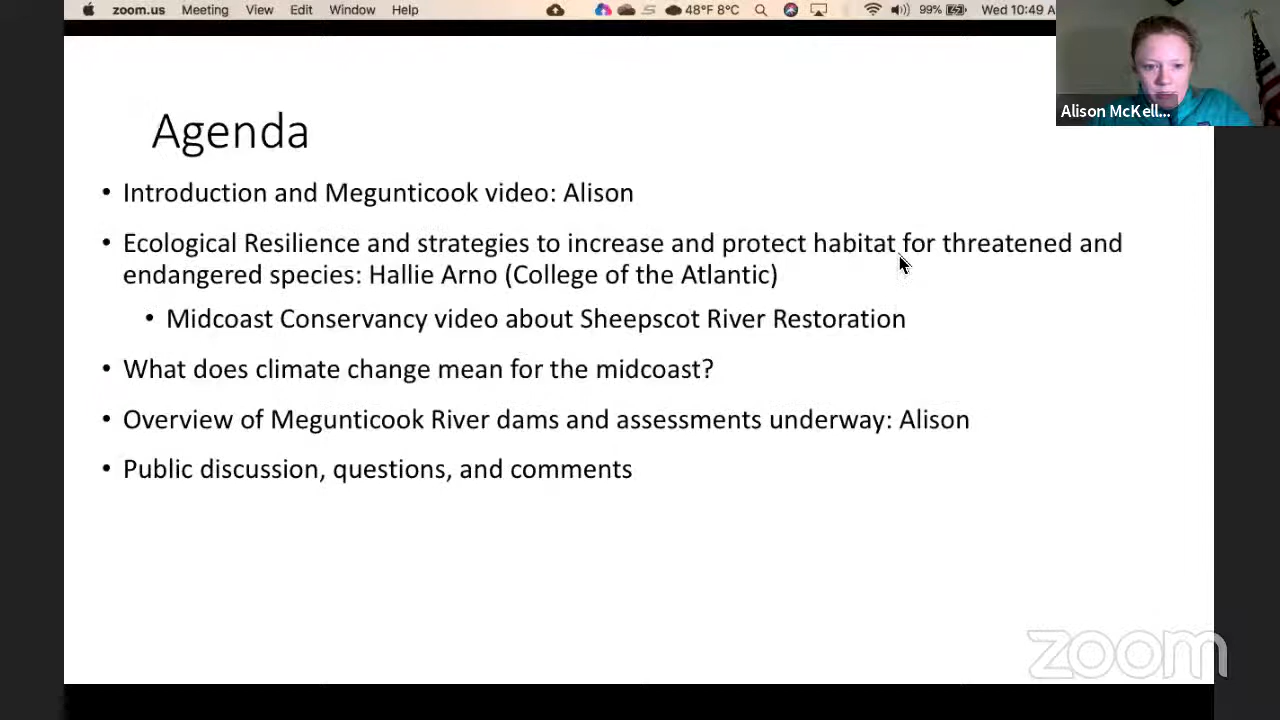 zoom.us Meeting View Edit Window Help 48°F 8°C 99% Wed 10:49 A
Alison McKell...
Agenda
• Introduction and Megunticook video: Alison
• Ecological Resilience and strategies to increase and protect habitat for threatened and
endangered species: Hallie Arno (College of the Atlantic)
• Midcoast Conservancy video about Sheepscot River Restoration
• What does climate change mean for the midcoast?
• Overview of Megunticook River dams and assessments underway: Alison
• Public discussion, questions, and comments
zoom